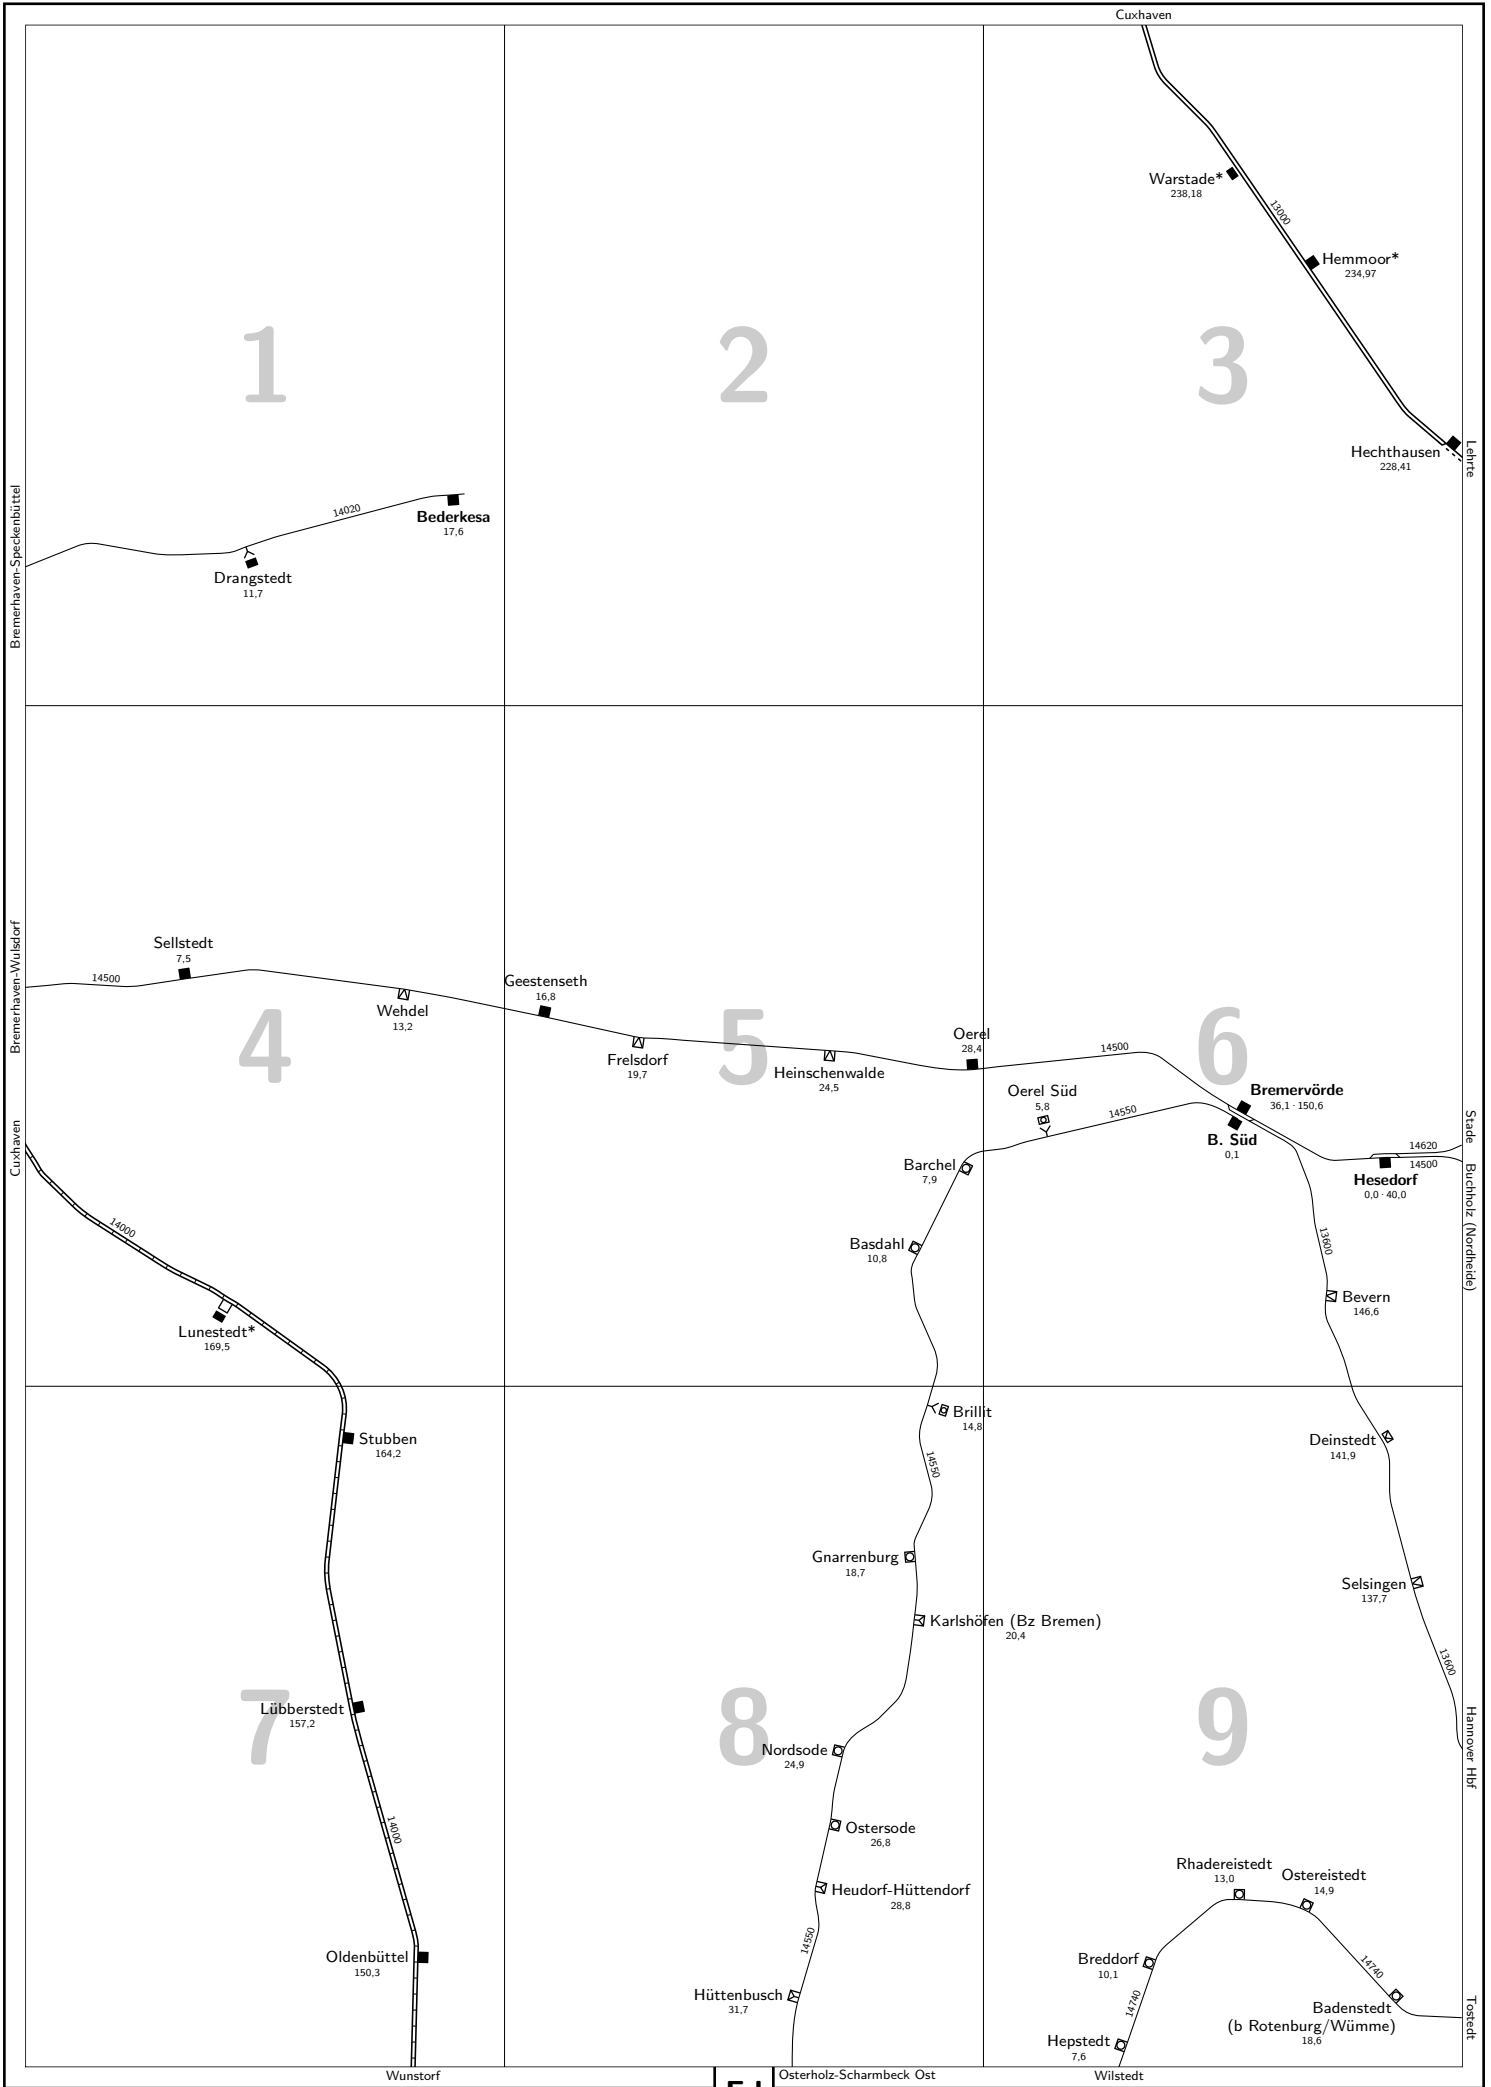 Cuxhaven
Warstade*
238,18
13000
Hemmoor*
234,97
1
2
3
Hechthausen
228,41
Lehrte
Bremerhaven-Speckenbüttel
14020
Bederkesa
17,6
Drangstedt
11,7
Bremerhaven-Wulsdorf
Sellstedt
7,5
14500
Wehdel
13,2
Geestenseth
16,8
4
5
6
Frelsdorf
19,7
Heinschenwalde
24,5
Oerel
28,4
14500
Oerel Süd
5,8
14550
Bremervörde
36,1 · 150,6
B. Süd
0,1
Stade
14620
14500
Hesedorf
0,0 · 40,0
Buchholz (Nordheide)
Cuxhaven
Barchel
7,9
14000
Basdahl
10,8
13600
Bevern
146,6
Lunestedt*
169,5
Brillit
14,8
Stubben
164,2
Deinstedt
141,9
14550
Gnarrenburg
18,7
Selsingen
137,7
Karlshöfen (Bz Bremen)
20,4
13600
7
8
9
Lübberstedt
157,2
Hannover Hbf
Nordsode
24,9
14000
Ostersode
26,8
Heudorf-Hüttendorf
28,8
Rhadereistedt
13,0
Ostereistedt
14,9
14550
Oldenbüttel
150,3
Breddorf
10,1
14740
Hüttenbusch
31,7
14740
Badenstedt
(b Rotenburg/Wümme)
18,6
Tostedt
Hepstedt
7,6
Wunstorf
Osterholz-Scharmbeck Ost
Wilstedt